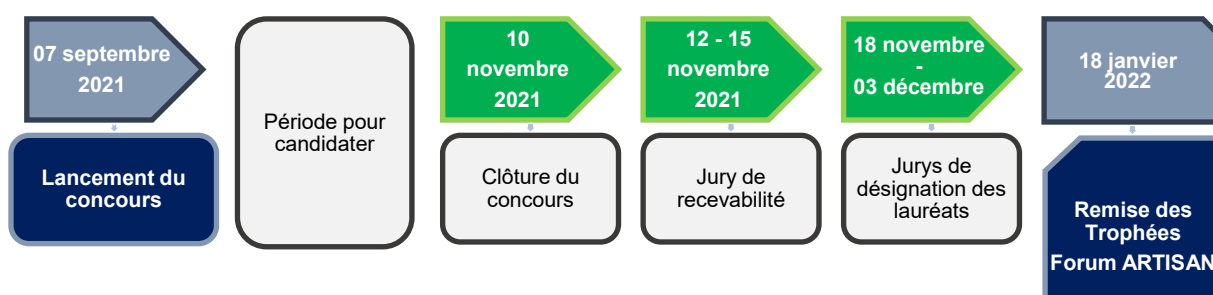 07 septembre
2021
Lancement du
concours
Période pour
candidater
10
novembre
2021
Clôture du
concours
12 - 15
novembre
2021
Jury de
recevabilité
18 novembre
-
03 décembre
Jurys de
désignation des
lauréats
18 janvier
2022
Remise des
Trophées
Forum ARTISAN